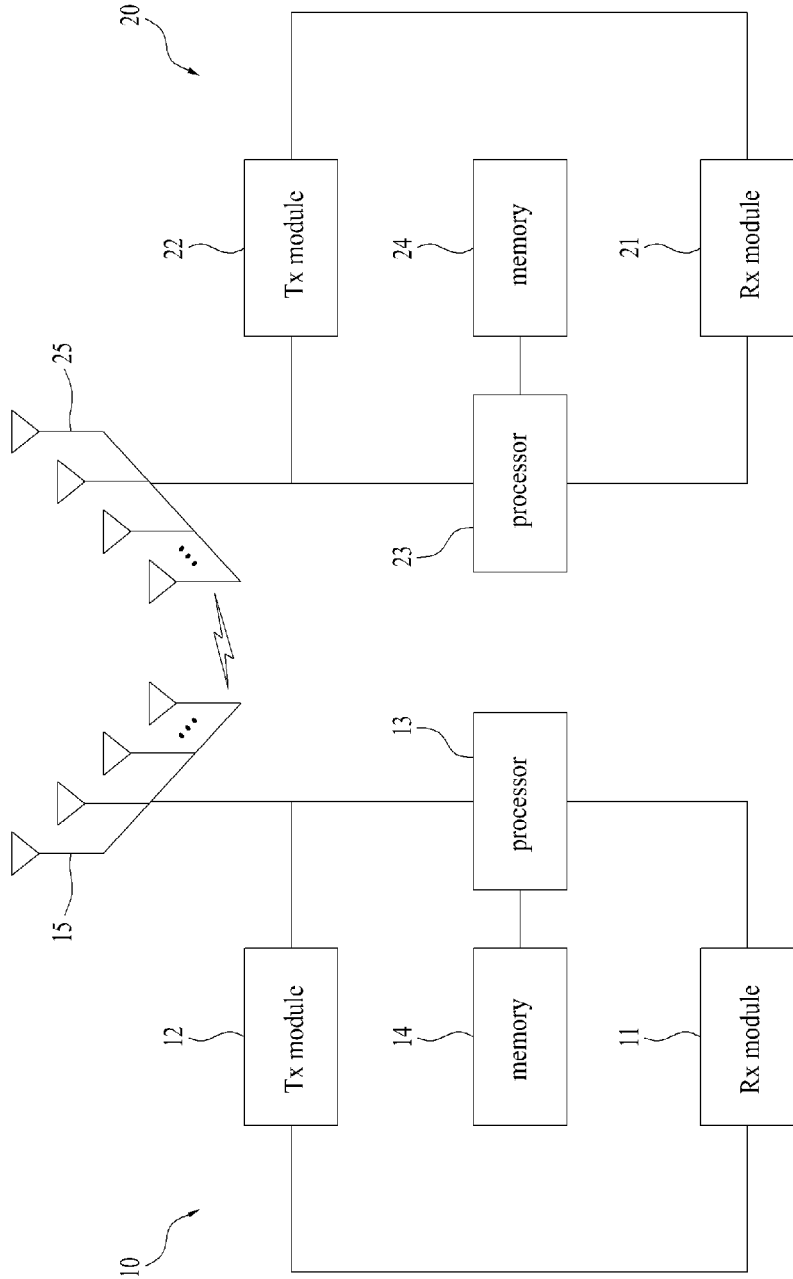 10
20
15
25
12
Tx module
22
Tx module
14
memory
13
processor
23
processor
24
memory
11
Rx module
21
Rx module